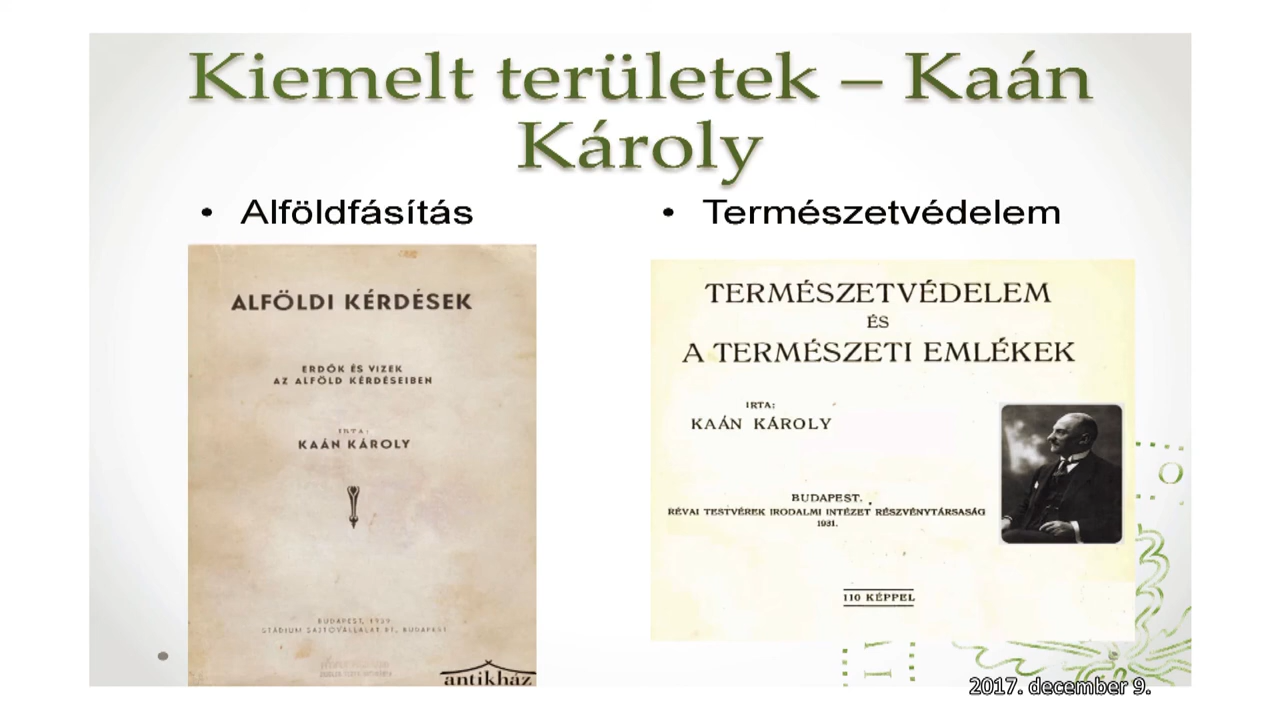 Kiemelt területek – Kaán
Károly
• Alföldfásítás
ALFÖLDI KÉRDÉSEK
ERDŐK ÉS VIZEK
AZ ALFÖLD KÉRDÉSEIBEN
IRTA:
KAÁN KÁROLY
BUDAPEST, 1939
STÁDIUM SAJTÓVÁLLALAT RT., BUDAPEST
antikház
• Természetvédelem
TERMÉSZETVÉDELEM
ÉS
A TERMÉSZETI EMLÉKEK
IRTA:
KAÁN KÁROLY
BUDAPEST.
RÉVAI TESTVÉREK IRODALMI INTÉZET RÉSZVÉNYTÁRSASÁG
1931.
110 KÉPPEL
2017. december 9.